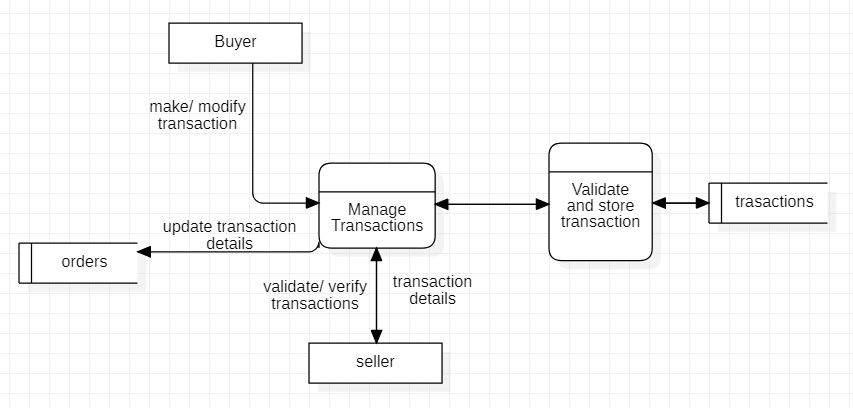 Buyer
make/ modify
transaction
Manage
Transactions
Validate
and store
transaction
trasactions
update transaction
details
orders
validate/ verify
transactions
transaction
details
seller